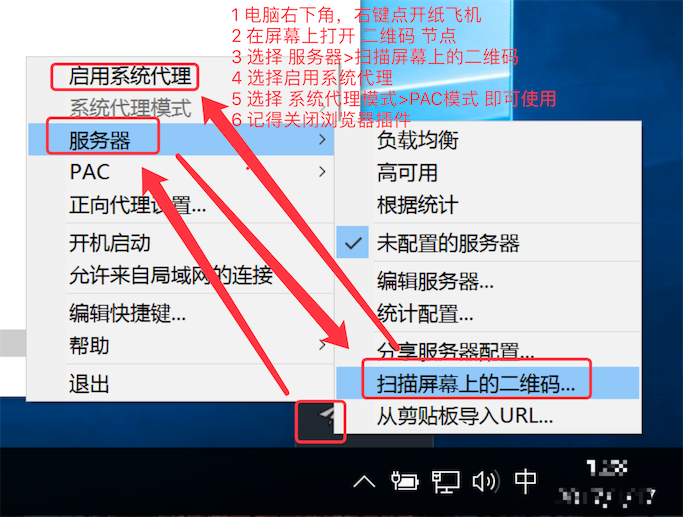 1 电脑右下角，右键点开纸飞机
2 在屏幕上打开 二维码 节点
3 选择 服务器>扫描屏幕上的二维码
4 选择启用系统代理
5 选择 系统代理模式>PAC模式 即可使用
6 记得关闭浏览器插件
启用系统代理
系统代理模式
服务器
PAC
正向代理设置...
开机启动
允许来自局域网的连接
编辑快捷键...
帮助
退出
负载均衡
高可用
根据统计
未配置的服务器
编辑服务器...
统计配置...
分享服务器配置...
扫描屏幕上的二维码...
从剪贴板导入URL...
中